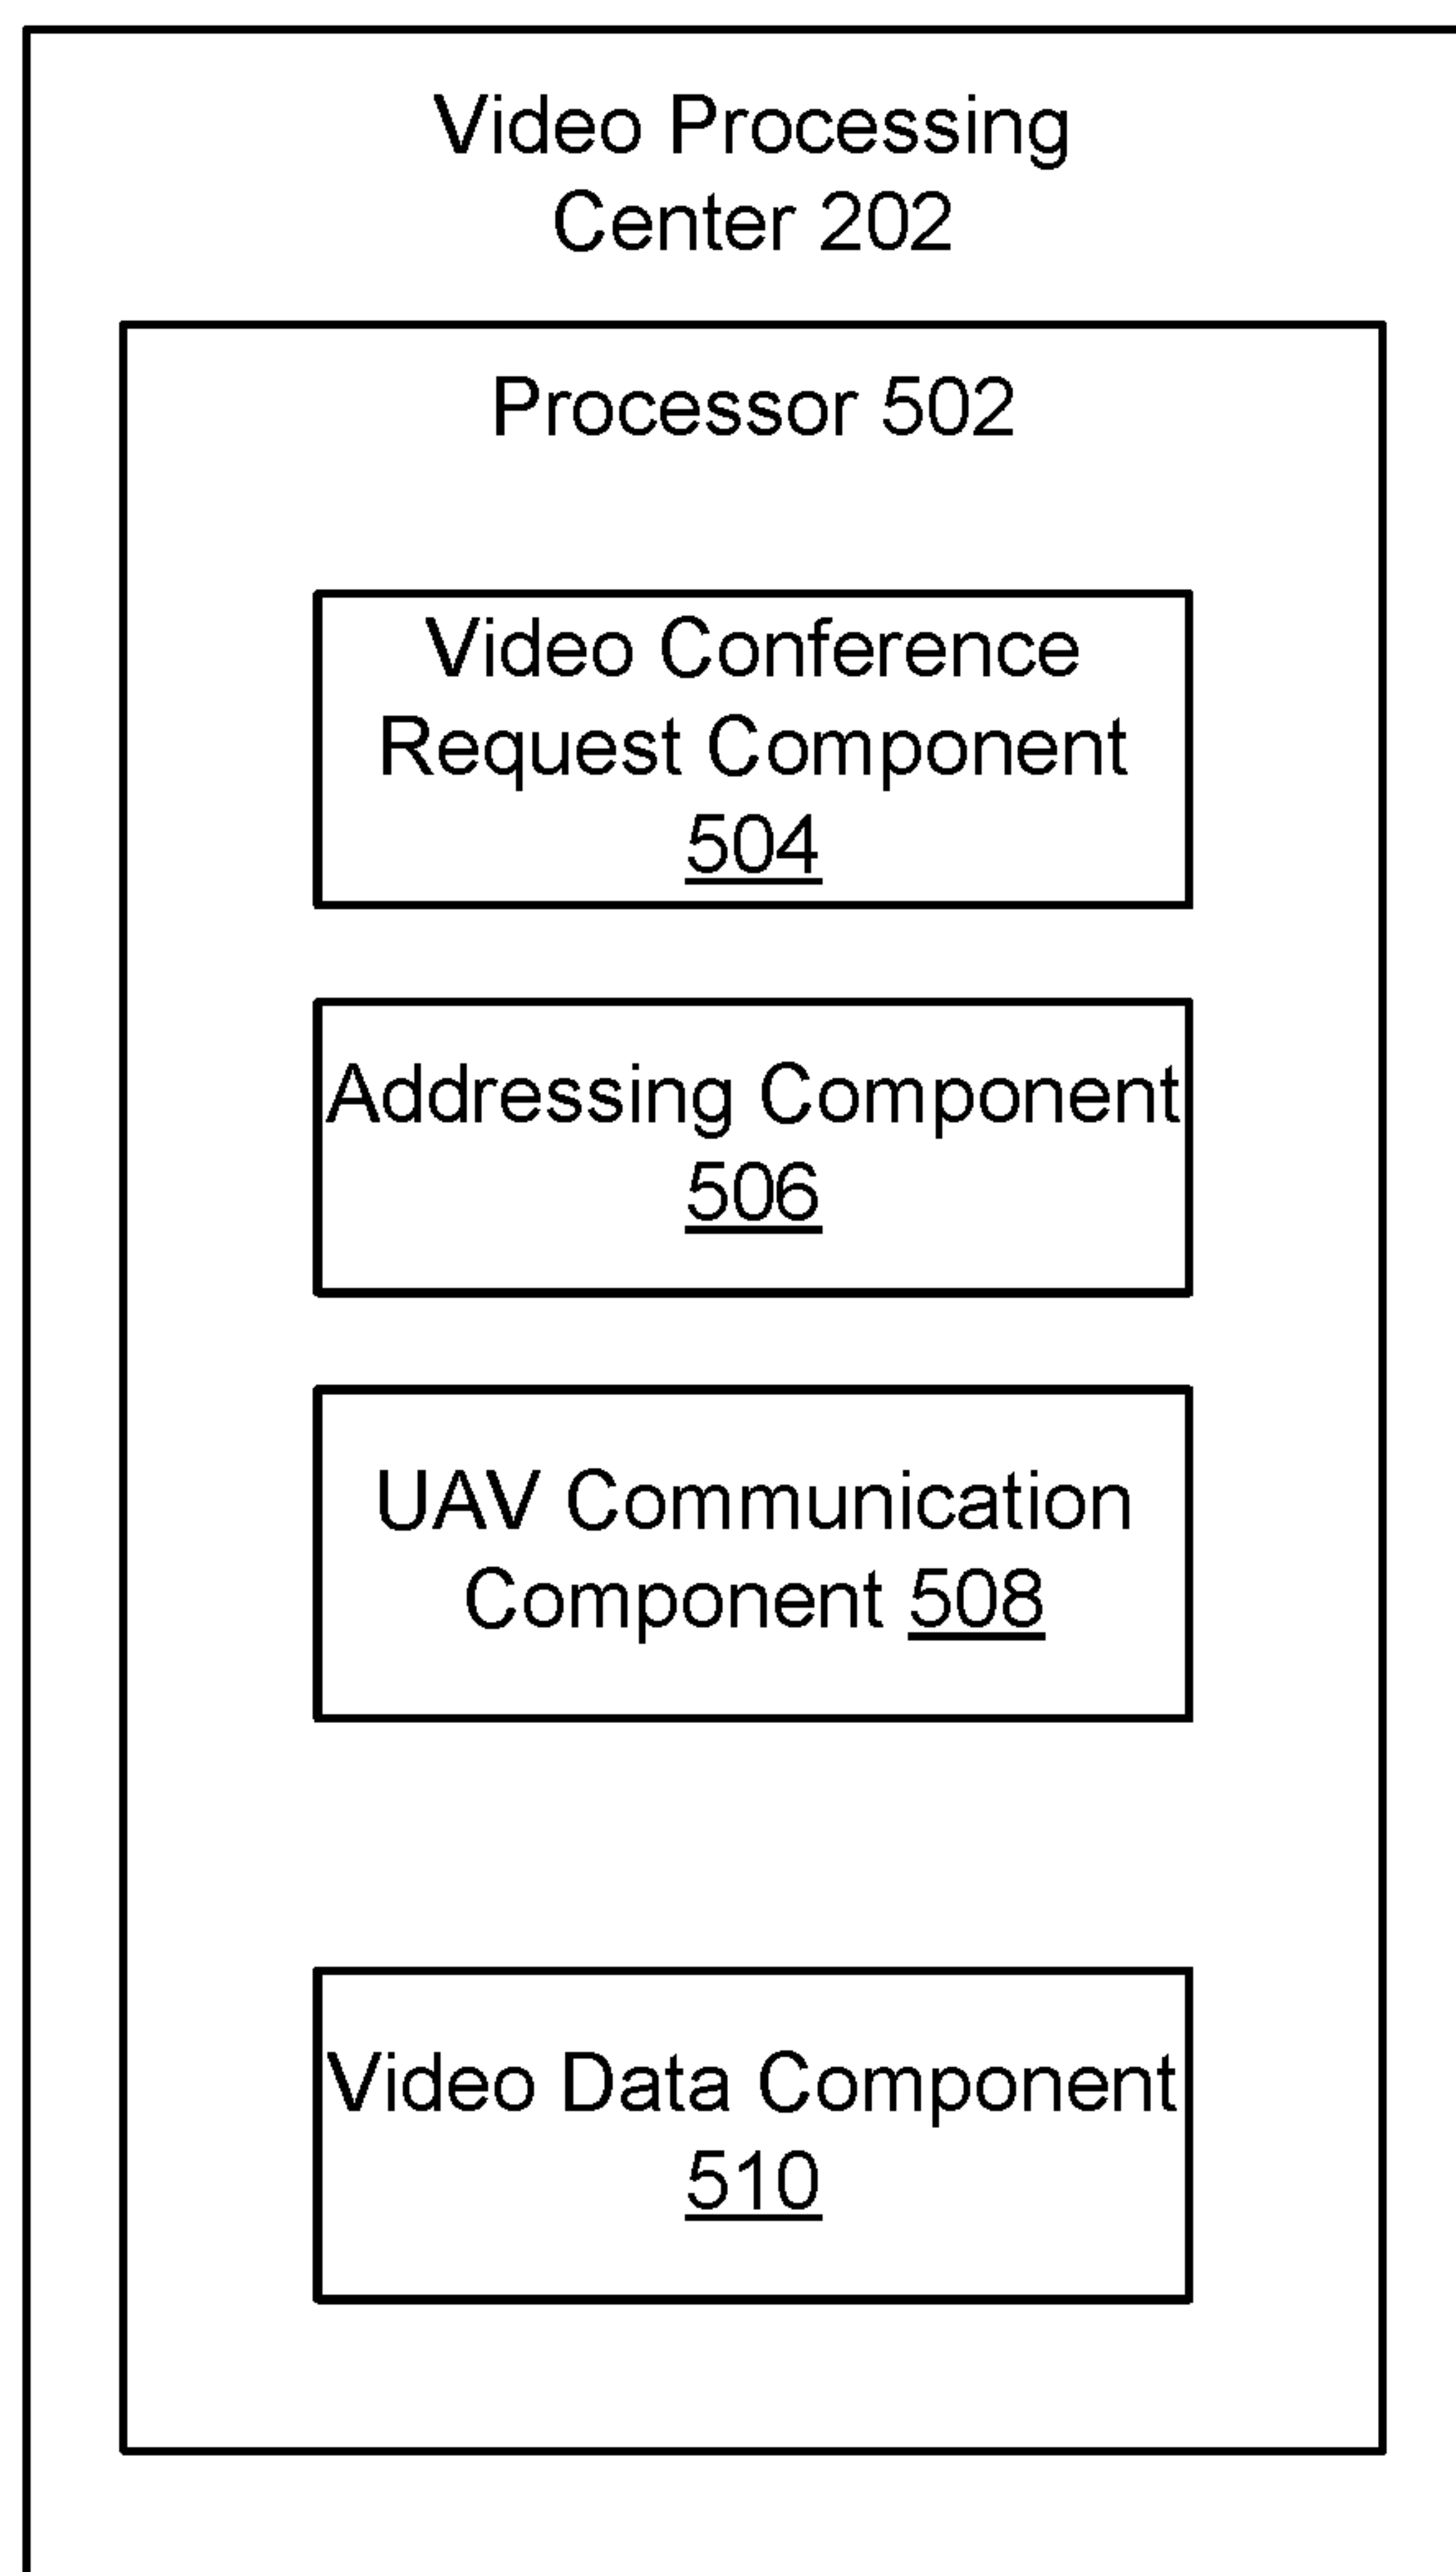 Video Processing
Center 202
Processor 502
Video Conference
Request Component
504
Addressing Component
506
UAV Communication
Component 508
Video Data Component
510